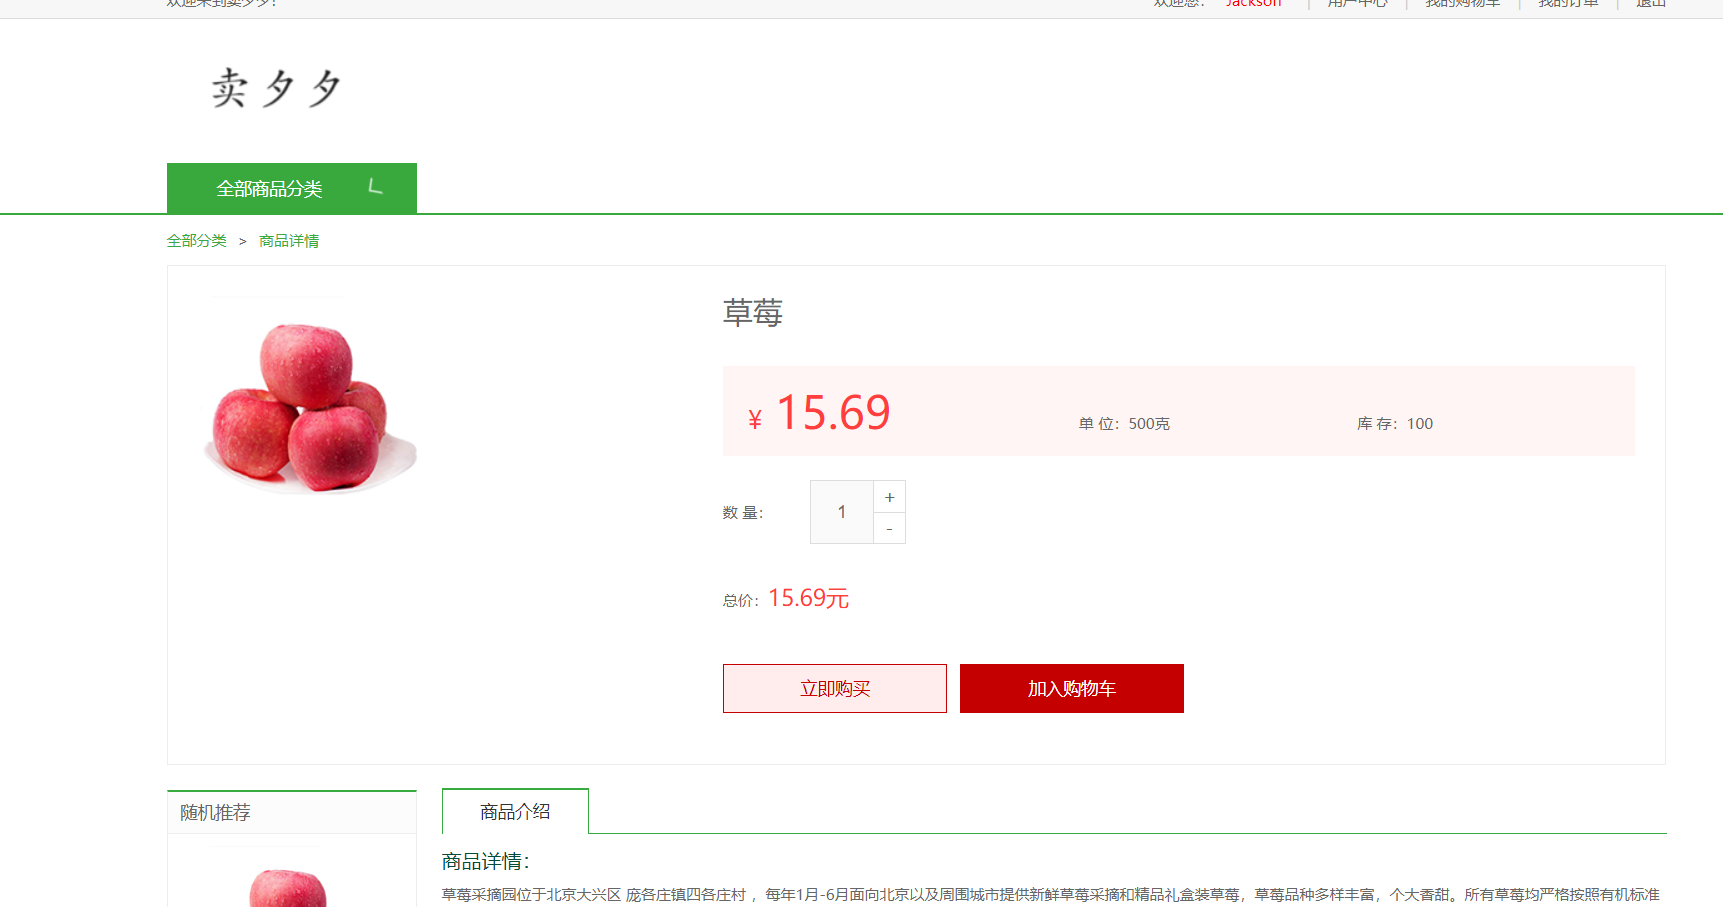 欢迎来到卖夕夕!
欢迎您: Jackson | 用户中心 | 我的购物车 | 我的订单 | 退出
卖夕夕
全部商品分类
全部分类 > 商品详情
草莓
¥ 15.69 单 位：500克 库 存：100
数 量： 1 + -
总价：15.69元
立即购买 加入购物车
随机推荐
商品介绍
商品详情：
草莓采摘园位于北京大兴区 庞各庄镇四各庄村 ，每年1月-6月面向北京以及周围城市提供新鲜草莓采摘和精品礼盒装草莓，草莓品种多样丰富，个大香甜。所有草莓均严格按照有机标准